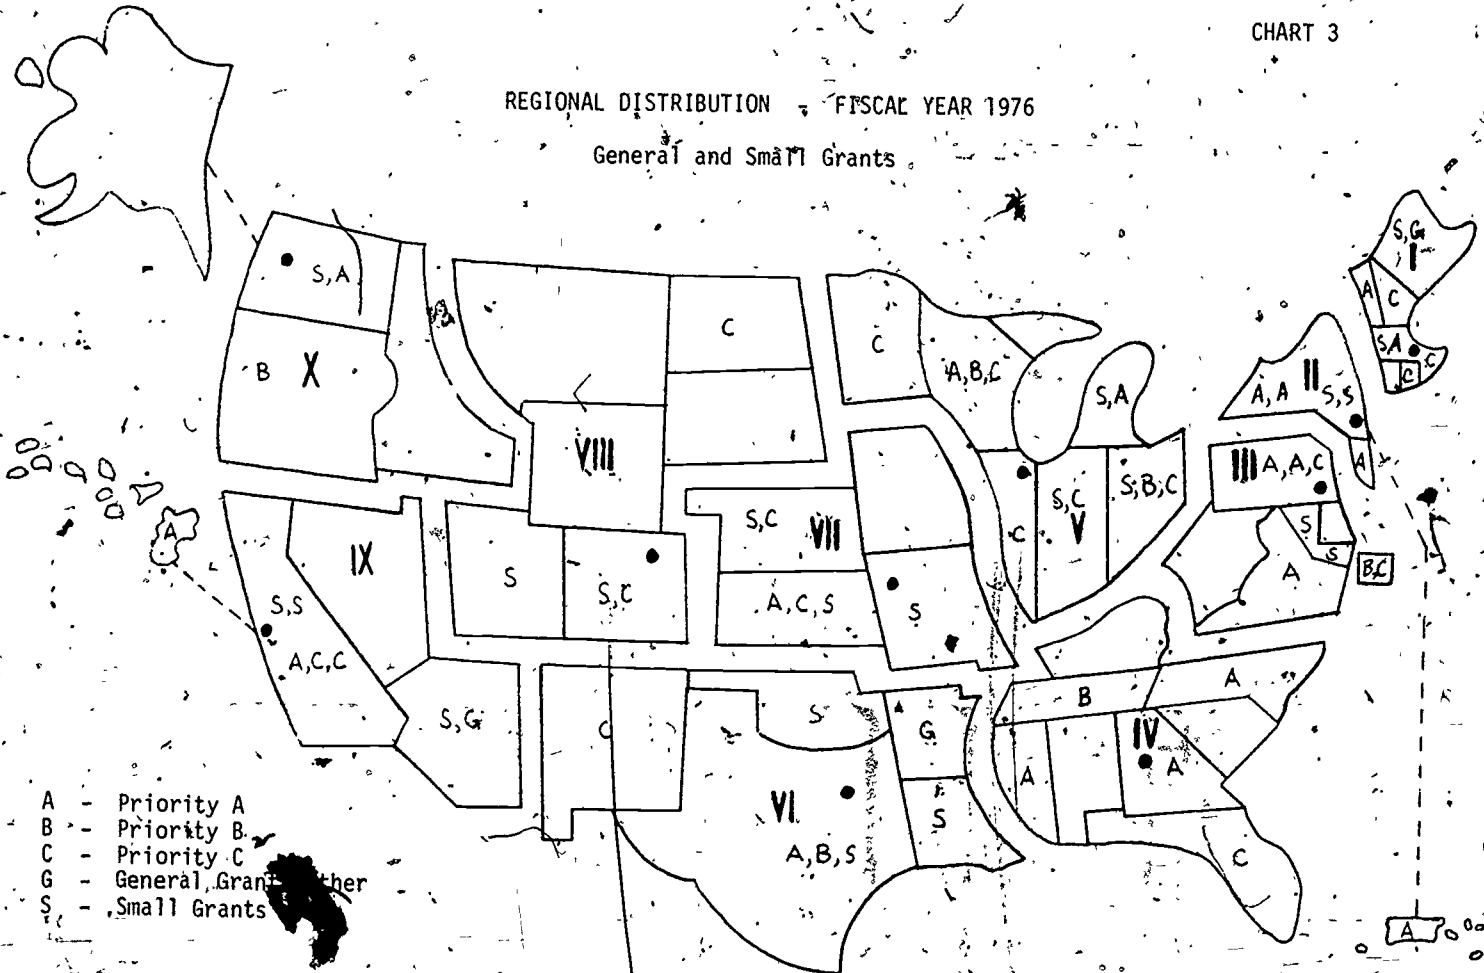 CHART 3
REGIONAL DISTRIBUTION - FISCAL YEAR 1976
General and Small Grants
S,G
I
S,A
A
C
C
C
SA
C
C
A,B,C
S,A
II
A,A
S,S
B
X
VIII
III
A,A,C
A
S,C
VII
S,C
V
S,B,C
C
A
IX
S
S,C
A,C,S
S
S
S
A
B,C
S,S
A,C,C
S,G
C
S
G
B
A
IV
A
A
VI
S
A,B,S
C
A
A - Priority A
B - Priority B
C - Priority C
G - General Grant
S - Small Grants